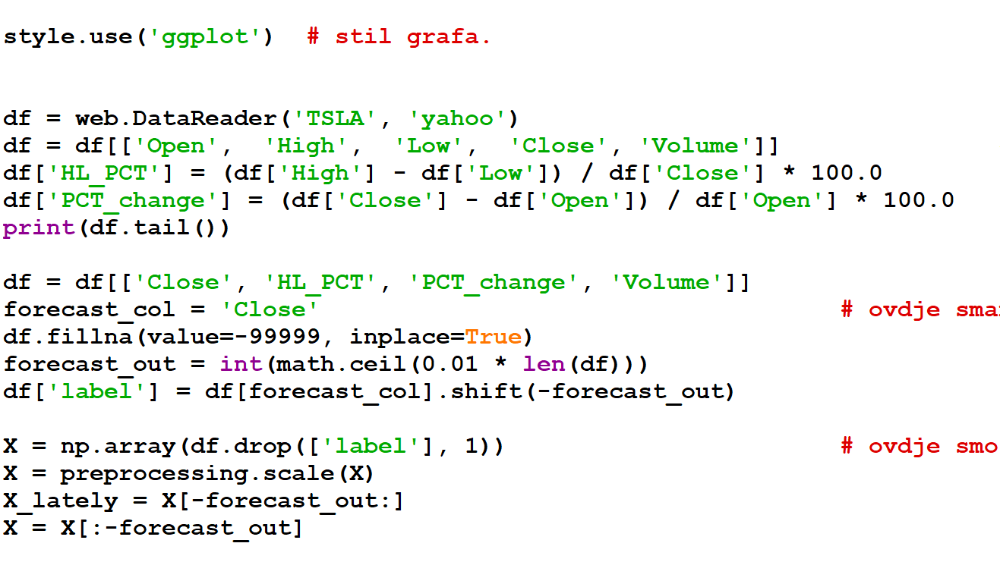 style.use('ggplot')  # stil grafa.
df = web.DataReader('TSLA', 'yahoo')
df = df[['Open',  'High',  'Low',  'Close', 'Volume']]
df['HL_PCT'] = (df['High'] - df['Low']) / df['Close'] * 100.0
df['PCT_change'] = (df['Close'] - df['Open']) / df['Open'] * 100.0
print(df.tail())
df = df[['Close', 'HL_PCT', 'PCT_change', 'Volume']]
forecast_col = 'Close' # ovdje
df.fillna(value=-99999, inplace=True)
forecast_out = int(math.ceil(0.01 * len(df)))
df['label'] = df[forecast_col].shift(-forecast_out)
X = np.array(df.drop(['label'], 1)) # ovdje smo
X = preprocessing.scale(X)
X_lately = X[-forecast_out:]
X = X[:-forecast_out]